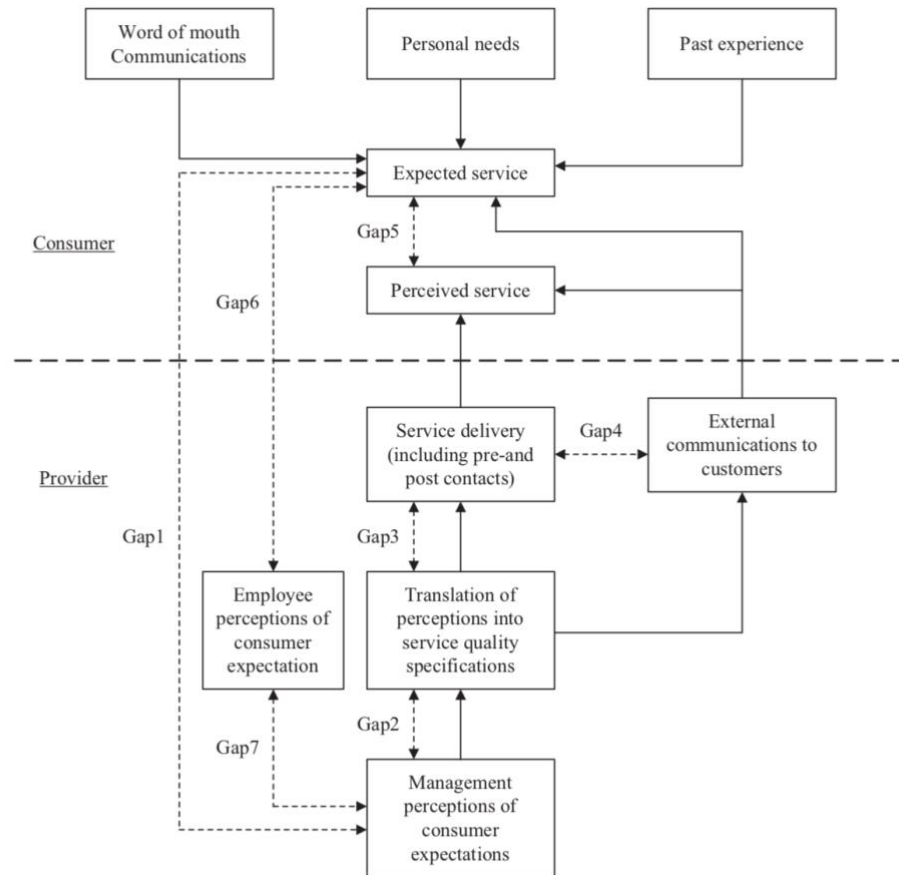 Word of mouth
Communications
Personal needs
Past experience
Expected service
Gap5
Consumer
Perceived service
Gap6
Service delivery
(including pre-and
post contacts)
Gap4
External
communications to
customers
Provider
Gap1
Gap3
Employee
perceptions of
consumer
expectation
Translation of
perceptions into
service quality
specifications
Gap2
Gap7
Management
perceptions of
consumer
expectations